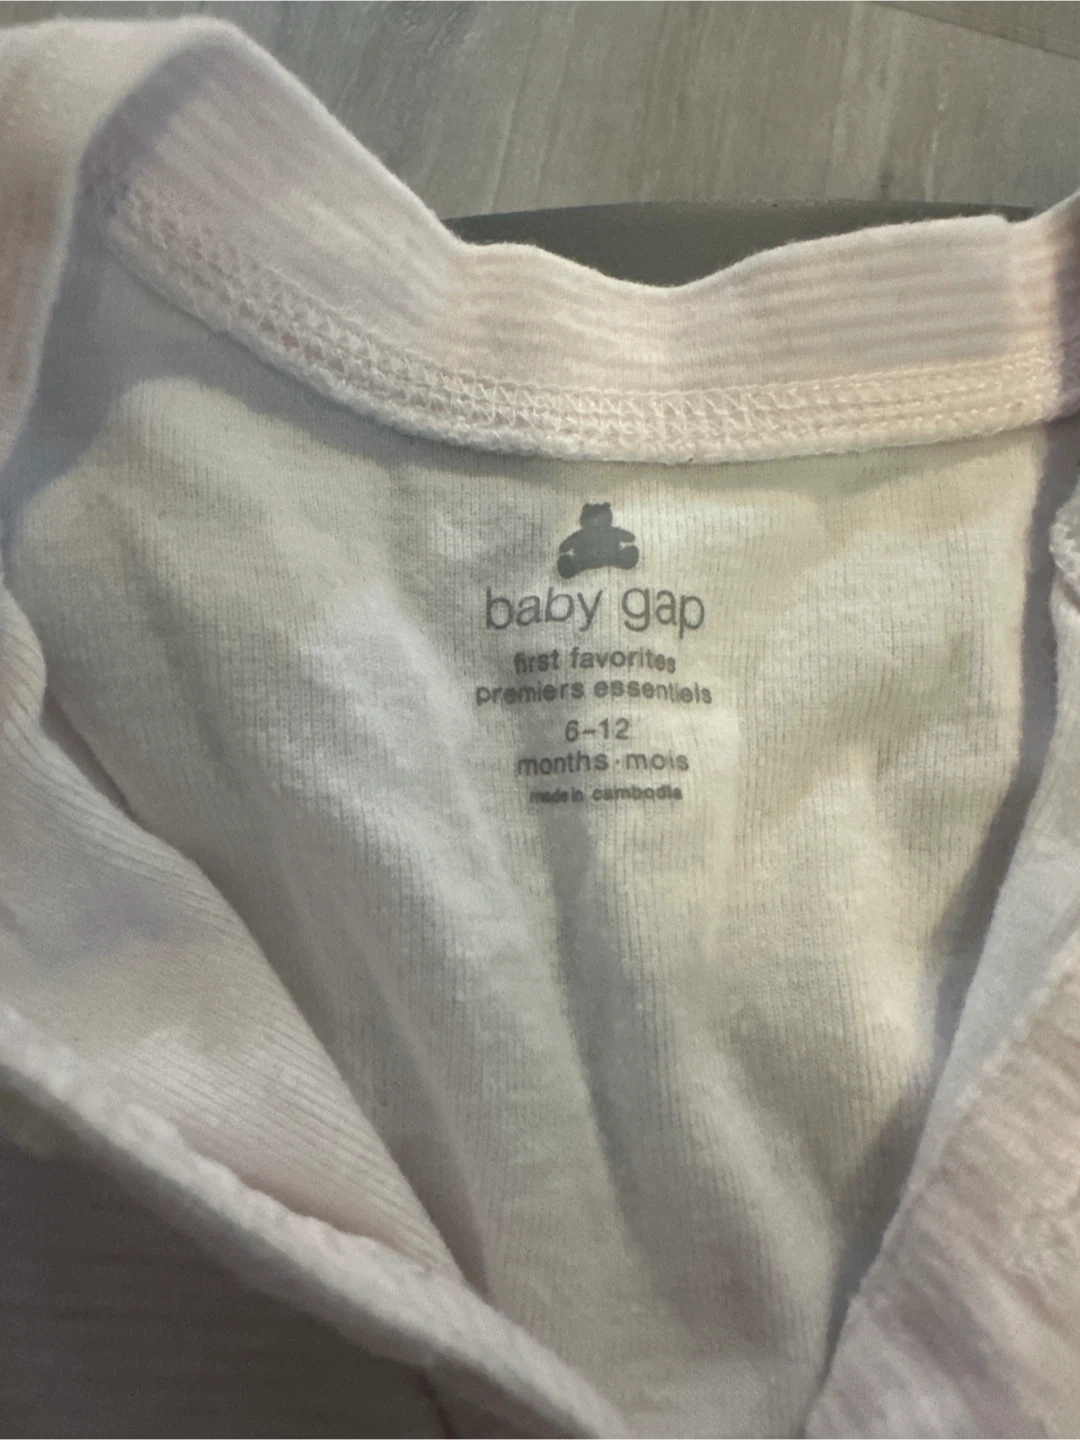 baby gap
first favorites
premiers essentiels
6-12
months · mois
made in cambodia